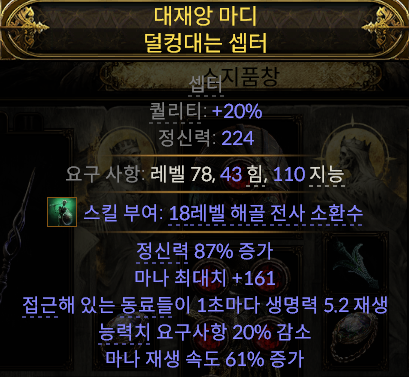 대재앙 마디
덜컹대는 셉터
소지품창
셉터
퀄리티: +20%
정신력: 224
요구 사항: 레벨 78, 43 힘, 110 지능
스킬 부여: 18레벨 해골 전사 소환수
정신력 87% 증가
마나 최대치 +161
접근해 있는 동료들이 1초마다 생명력 5.2 재생
능력치 요구사항 20% 감소
마나 재생 속도 61% 증가